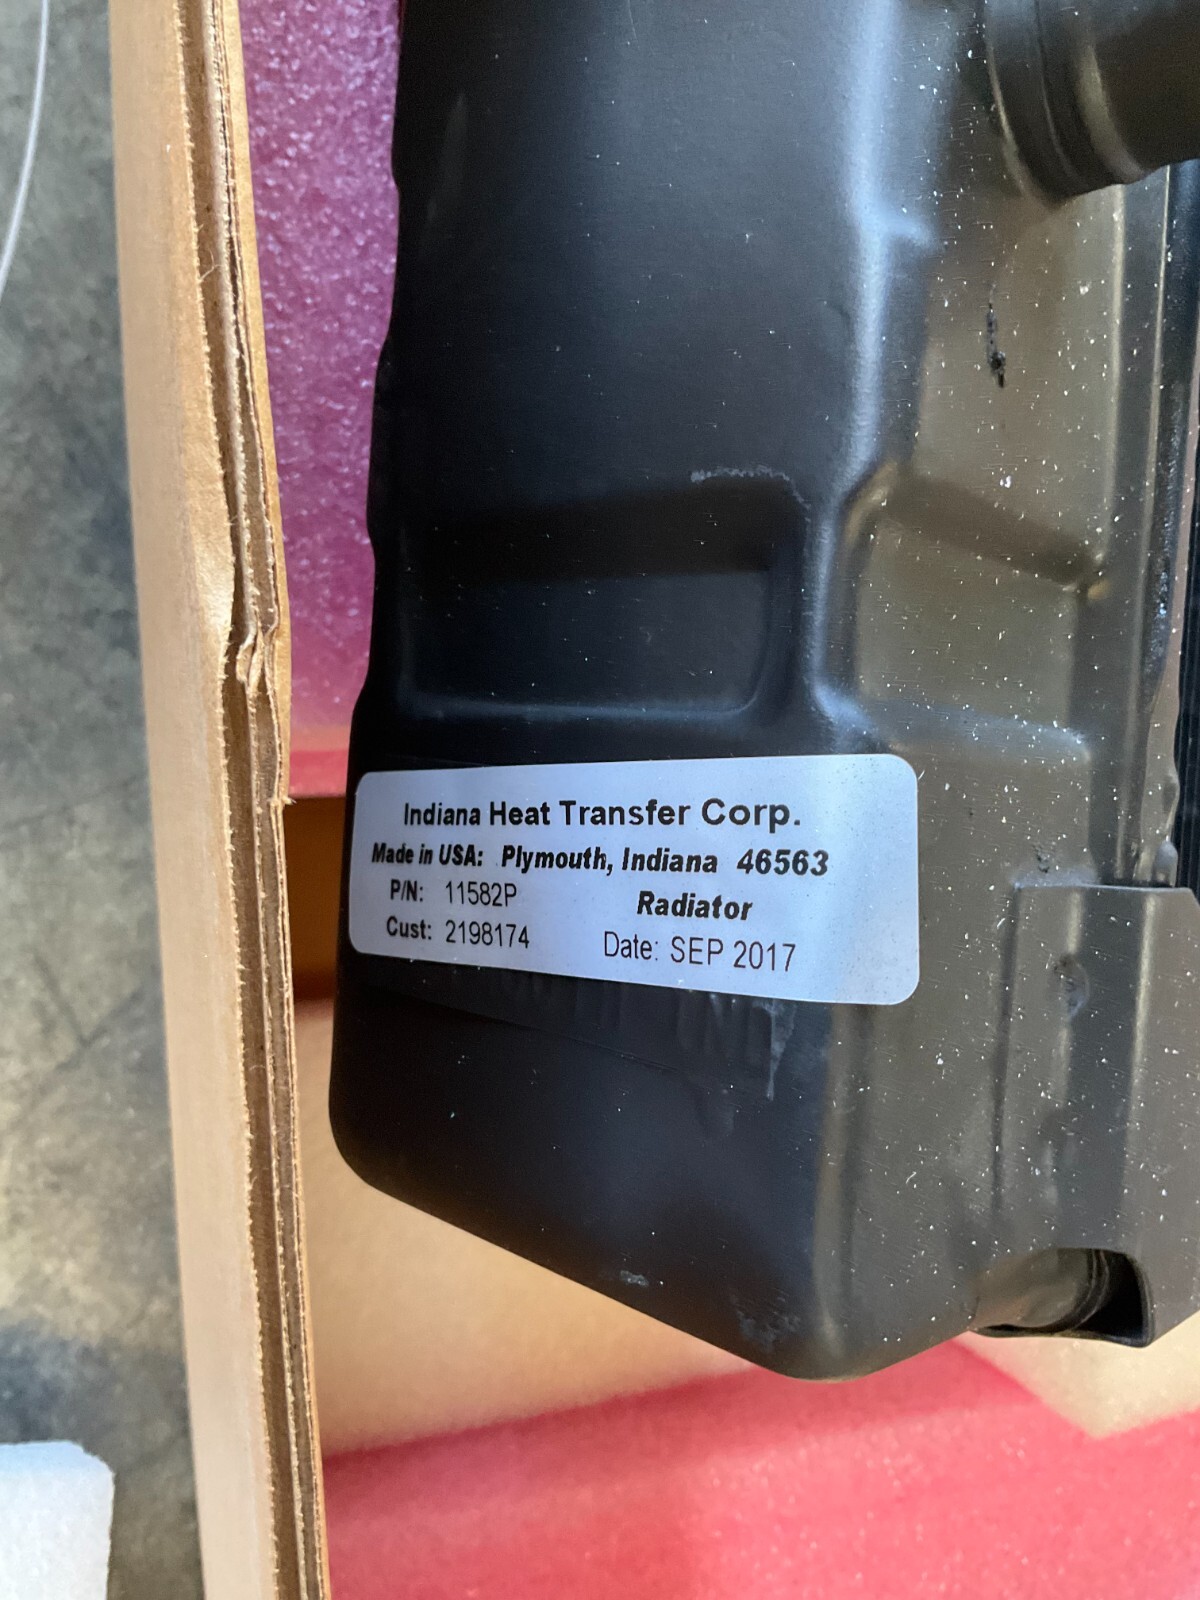 Indiana Heat Transfer Corp.
Made in USA: Plymouth, Indiana 46563
P/N: 11582P Radiator
Cust: 2198174 Date: SEP 2017